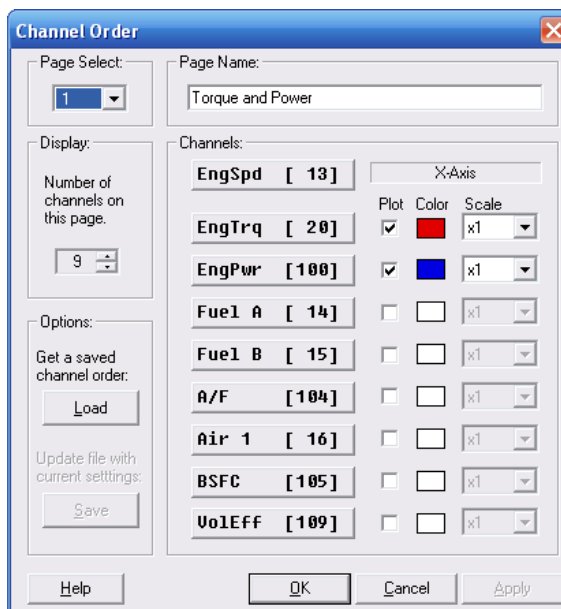 Channel Order
Page Select:
1
Page Name:
Torque and Power
Display:
Number of
channels on
this page.
9
Options:
Get a saved
channel order:
Load
Update file with
current setttings:
Save
Channels:
EngSpd [ 13]
X-Axis
Plot Color Scale
EngTrq [ 20] x1
EngPwr [100] x1
Fuel A [ 14] x1
Fuel B [ 15] x1
A/F [104] x1
Air 1 [ 16] x1
BSFC [105] x1
VolEff [109] x1
Help
OK
Cancel
Apply